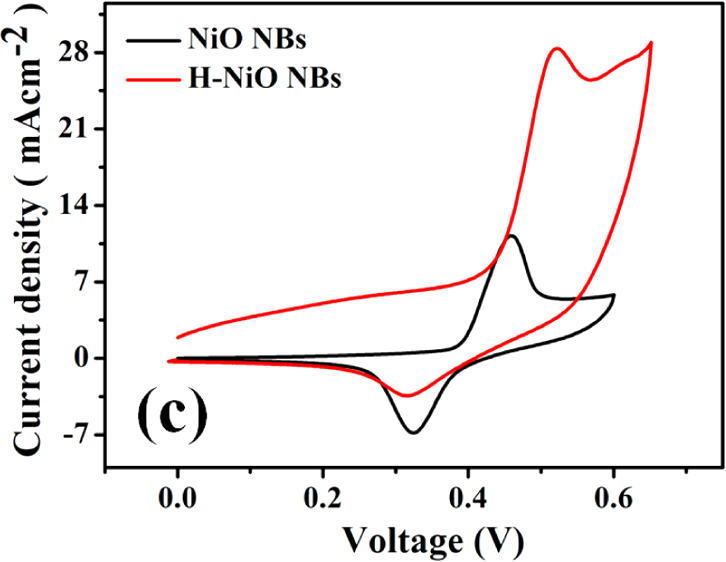 NiO NBs
H-NiO NBs
Current density ( mAcm-2 )
28
21
14
7
0
-7
(c)
0.0 0.2 0.4 0.6
Voltage (V)